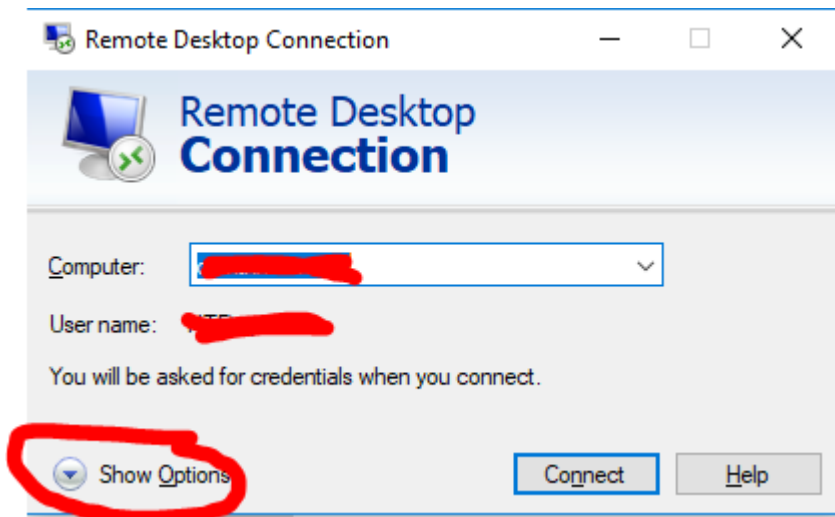 Remote Desktop Connection
Remote Desktop
Connection
Computer:
User name:
You will be asked for credentials when you connect.
Show Options
Connect
Help